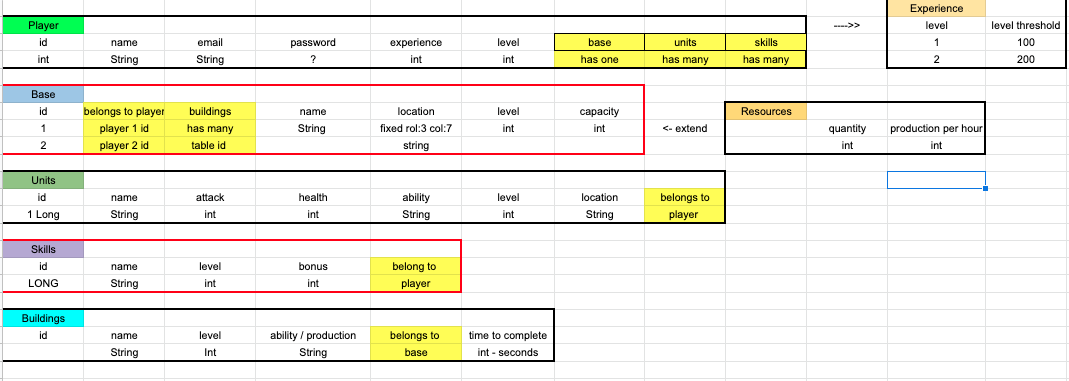 Experience
Player ---->> level level threshold
id name email password experience level base units skills 1 100
int String String ? int int has one has many has many 2 200
Base
id belongs to player buildings name location level capacity Resources
1 player 1 id has many String fixed rol:3 col:7 int int <- extend quantity production per hour
2 player 2 id table id string int int
Units
id name attack health ability level location belongs to
1 Long String int int String int String player
Skills
id name level bonus belong to
LONG String int int player
Buildings
id name level ability / production belongs to time to complete
String Int String base int - seconds